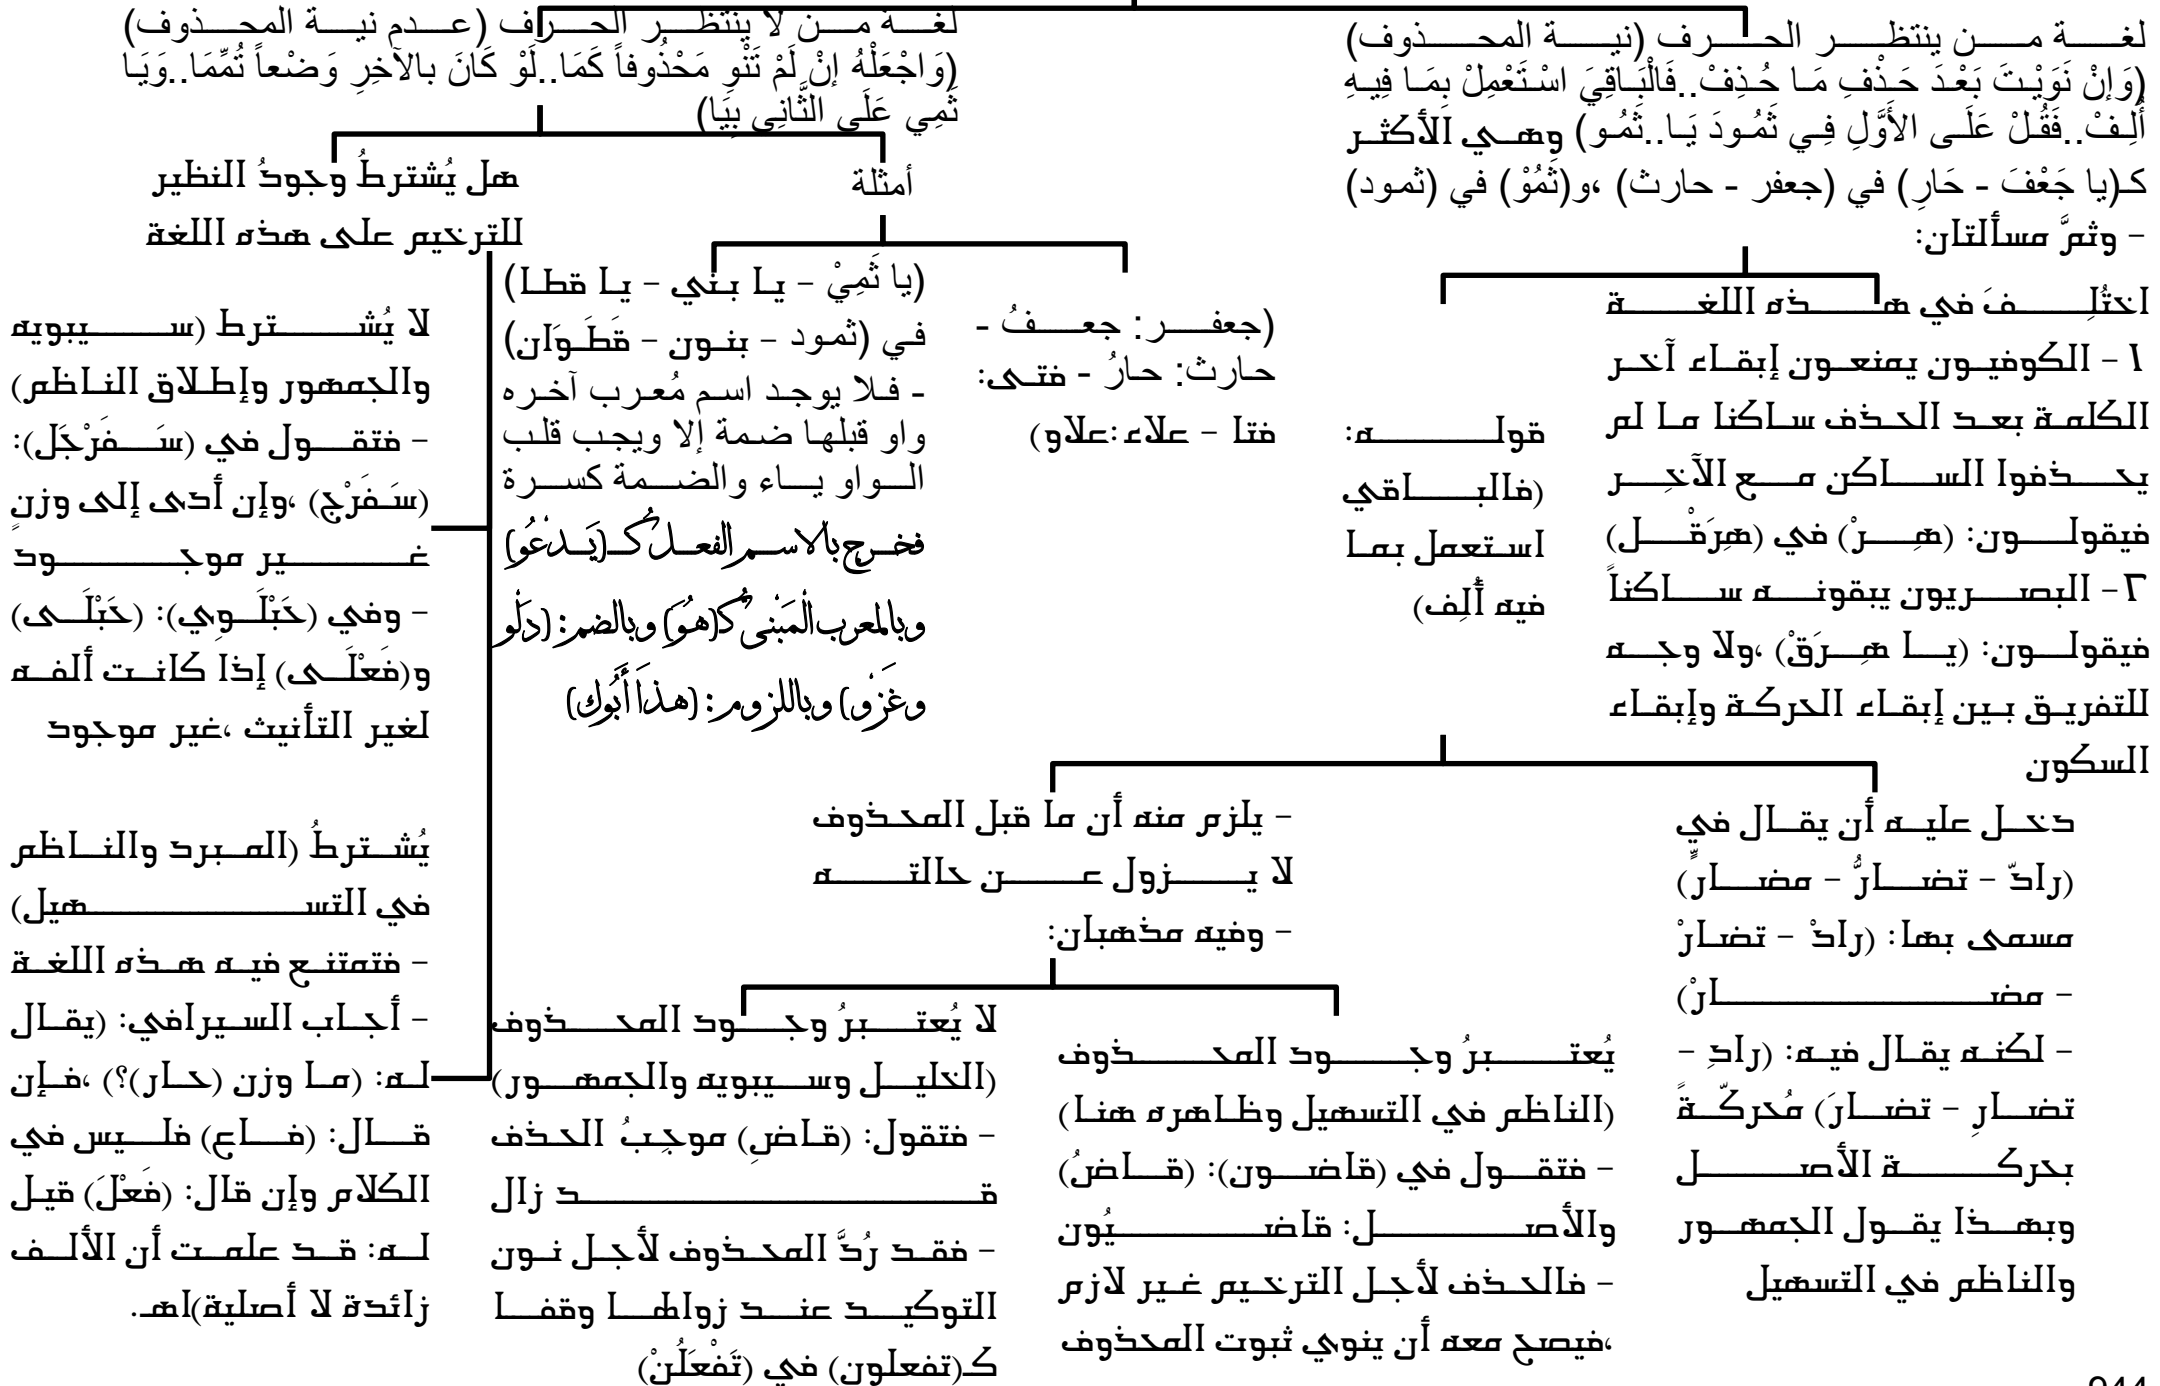 لغة من ينتظر الحرف (نية المحذوف)
(وَإنْ نَوَيْتَ بَعْدَ حَذْفِ مَا حُذِفْ..فَالْبَاقِيَ اسْتَعْمِلْ بِمَا فِيهِ
أُلِفْ..فَقُلْ عَلَى الأَوَّلِ فِي ثَمُودَ يَا..ثَمُو) وهي الأكثر
كـ(يا جَعْفَ - حَارِ) في (جعفر - حارث) ،و(ثَمُوْ) في (ثمود)
- وثمَّ مسألتان:
اختُلِفَ في هذه اللغة
١ - الكوفيون يمنعون إبقاء آخر
الكلمة بعد الحذف ساكنا ما لم
يحذفوا الساكن مع الآخِر
فيقولون: (هِرْ) في (هِرَقْل)
٢- البصريون يبقونه ساكناً
فيقولون: (يا هِرَقْ) ،ولا وجه
للتفريق بين إبقاء الحركة وإبقاء
السكون
قوله:
(فالباقي
استعمل بما
فيه أُلِف)
دخل عليه أن يقال في
(رادّ - تضارُّ - مضارٍّ)
مسمى بها: (رادْ - تضارْ
- مضارْ)
- لكنه يقال فيه: (رادِ -
تضارِ - تضارَ) مُحركّةً
بحركة الأصل
وبهذا يقول الجمهور
والناظم في التسهيل
- يلزم منه أن ما قبل المحذوف
لا يزول عن حالته
- وفيه مذهبان:
يُعتبرُ وجود المحذوف
(الناظم في التسهيل وظاهره هنا)
- فتقول في (قاضون): (قاضُ)
والأصل: قاضيُون
- فالحذف لأجل الترخيم غير لازم
،فيصح معه أن ينوي ثبوت المحذوف
لا يُعتبرُ وجود المحذوف
(الخليل وسيبويه والجمهور)
- فتقول: (قاضِ) موجِبُ الحذف
قد زال
- فقد رُدَّ المحذوف لأجل نون
التوكيد عند زوالها وقفا
كـ(تفعلون) في (تَفْعَلُنْ)
لغة من لا ينتظر الحرف (عدم نية المحذوف)
(وَاجْعَلْهُ إنْ لَمْ تَنْوِ مَحْذُوفاً كَمَا..لَوْ كَانَ بالآخِرِ وَضْعاً تُمِّمَا..وَيَا
ثَمِي عَلَى الثَّانِي بِيَا)
أمثلة
(جعفر: جعفُ -
حارث: حارُ - فتى:
فتا - علاء:علاو)
(يا ثَمِيْ - يا بني - يا قطا)
في (ثمود - بنون - قَطَوَان)
- فلا يوجد اسم مُعرب آخره
واو قبلها ضمة إلا ويجب قلب
الواو ياء والضمة كسرة
فخرج بالاسم الفعل كـ(يَدْعُو)
وبالمعرب الْمَبْنى كـ(هُوَ) وبالضم: (دَلْو
وغَزْو) وباللزوم: (هذا أَبُوك)
هل يُشترطُ وجودُ النظير
للترخيم على هذه اللغة
لا يُشترط (سيبويه
والجمهور وإطلاق الناظم)
- فتقول في (سَفَرْجَل):
(سَفَرْج) ،وإن أدى إلى وزنٍ
غير موجود
- وفي (حَبْلَوِي): (حَبْلَى)
و(فَعْلَى) إذا كانت ألفه
لغير التأنيث ،غير موجود
يُشترطُ (المبرد والناظم
في التسهيل)
- فتمتنع فيه هذه اللغة
- أجاب السيرافي: (يقال
له: (ما وزن (حار)؟) ،فإن
قال: (فاع) فليس في
الكلام وإن قال: (فَعْلَ) قيل
له: قد علمت أن الألف
زائدة لا أصلية)اهـ.